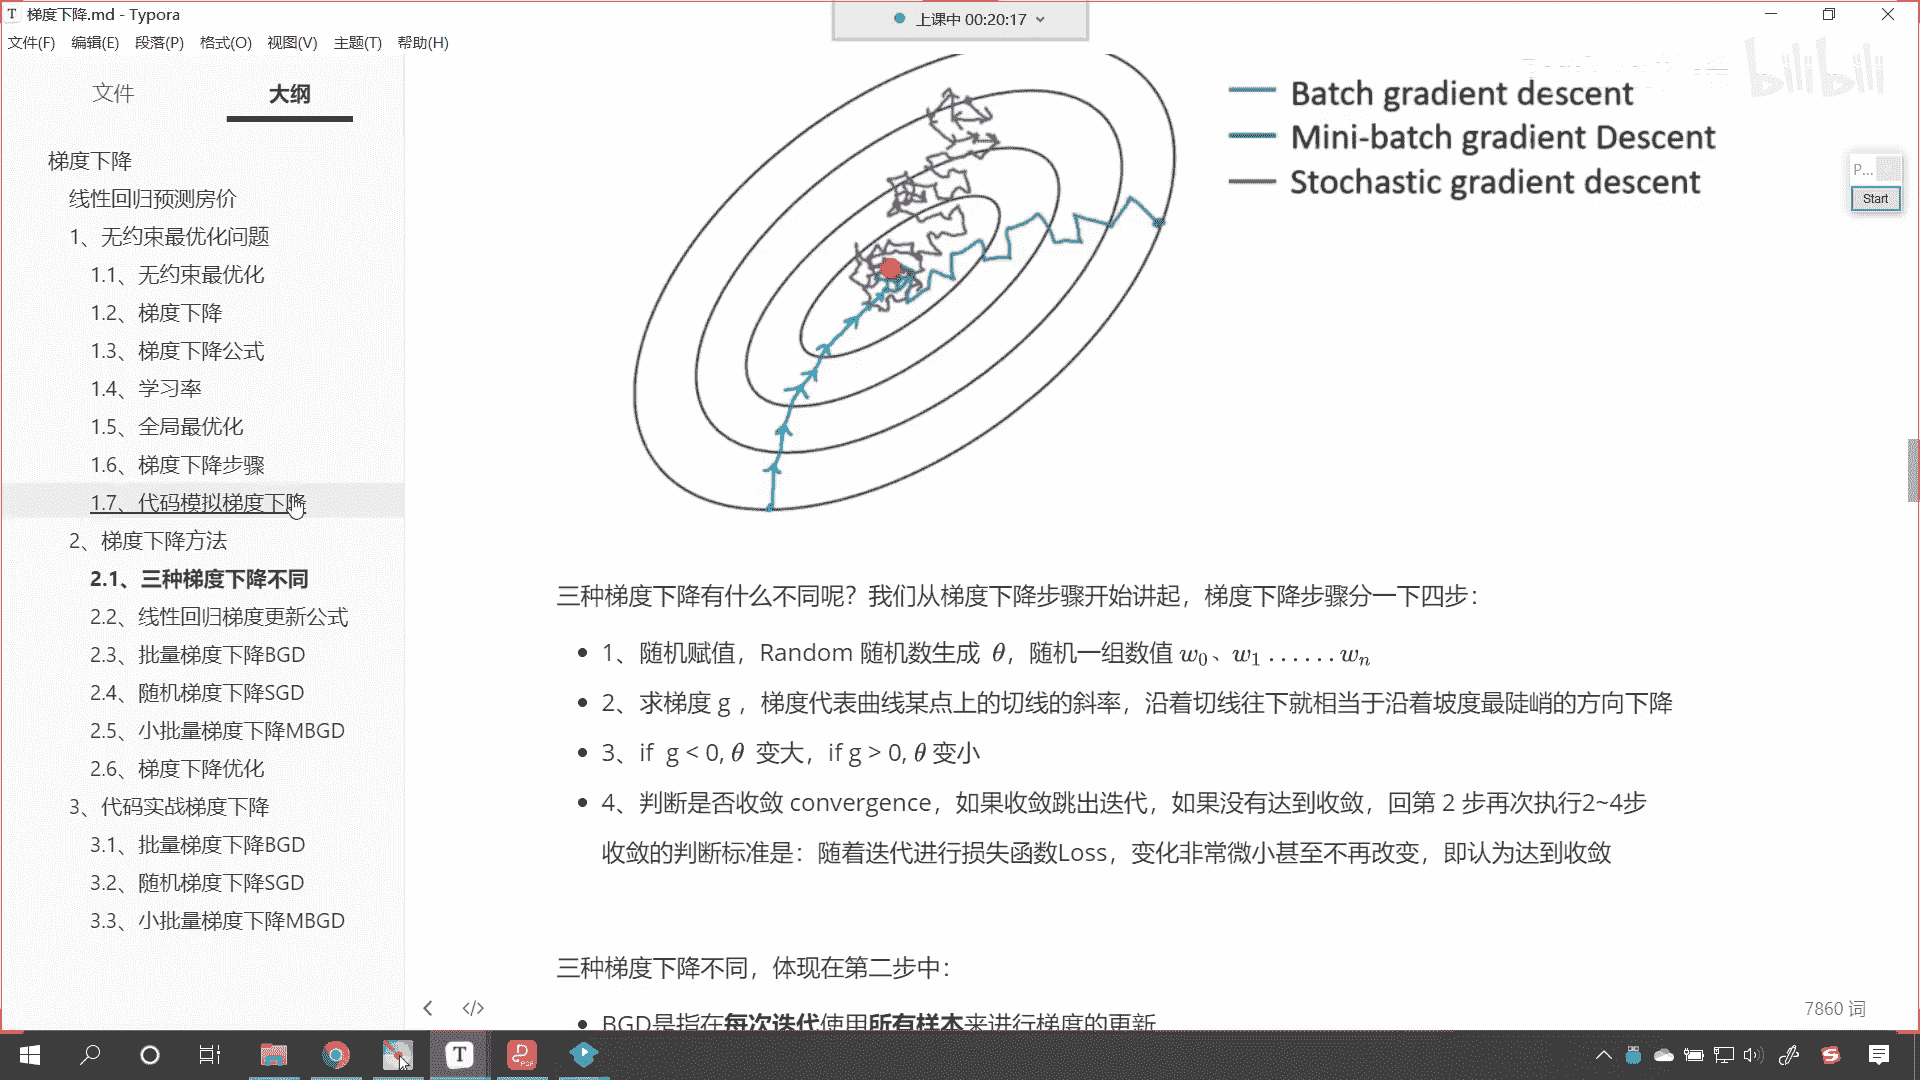 梯度下降.md - Typora
上课中 00:20:17
文件(F) 编辑(E) 段落(P) 格式(O) 视图(V) 主题(T) 帮助(H)
文件 大纲
梯度下降
线性回归预测房价
1、无约束最优化问题
1.1、无约束最优化
1.2、梯度下降
1.3、梯度下降公式
1.4、学习率
1.5、全局最优化
1.6、梯度下降步骤
1.7、代码模拟梯度下降
2、梯度下降方法
2.1、三种梯度下降不同
2.2、线性回归梯度更新公式
2.3、批量梯度下降BGD
2.4、随机梯度下降SGD
2.5、小批量梯度下降MBGD
2.6、梯度下降优化
3、代码实战梯度下降
3.1、批量梯度下降BGD
3.2、随机梯度下降SGD
3.3、小批量梯度下降MBGD
Batch gradient descent
Mini-batch gradient Descent
Stochastic gradient descent
bilibili
P...
Start
三种梯度下降有什么不同呢？我们从梯度下降步骤开始讲起，梯度下降步骤分一下四步：
• 1、随机赋值，Random 随机数生成 θ，随机一组数值 w₀、w₁ ...... wₙ
• 2、求梯度 g ，梯度代表曲线某点上的切线的斜率，沿着切线往下就相当于沿着坡度最陡峭的方向下降
• 3、if g < 0, θ 变大，if g > 0, θ 变小
• 4、判断是否收敛 convergence，如果收敛跳出迭代，如果没有达到收敛，回第 2 步再次执行2~4步
收敛的判断标准是：随着迭代进行损失函数Loss，变化非常微小甚至不再改变，即认为达到收敛
三种梯度下降不同，体现在第二步中：
• BGD是指在每次迭代使用所有样本来进行梯度的更新
7860 词